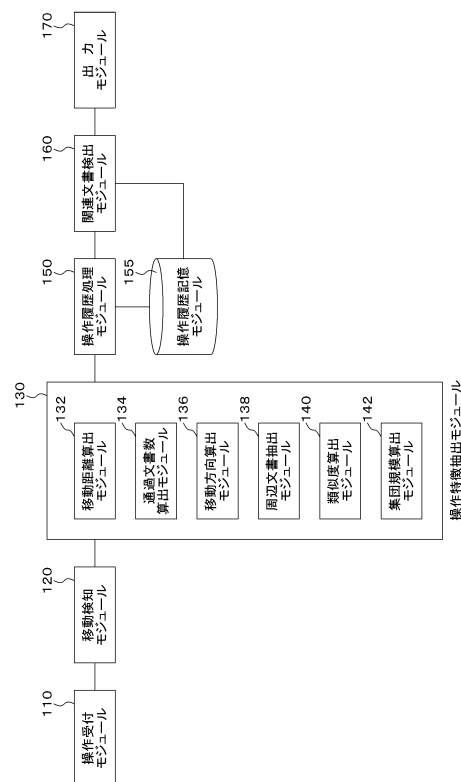 110
操作受付
モジュール
120
移動検知
モジュール
130
132
移動距離算出
モジュール
134
通過文書数
算出モジュール
136
移動方向算出
モジュール
138
周辺文書抽出
モジュール
140
類似度算出
モジュール
142
集団規模算出
モジュール
操作特徴抽出モジュール
150
操作履歴処理
モジュール
155
操作履歴記憶
モジュール
160
関連文書検出
モジュール
170
出 力
モジュール